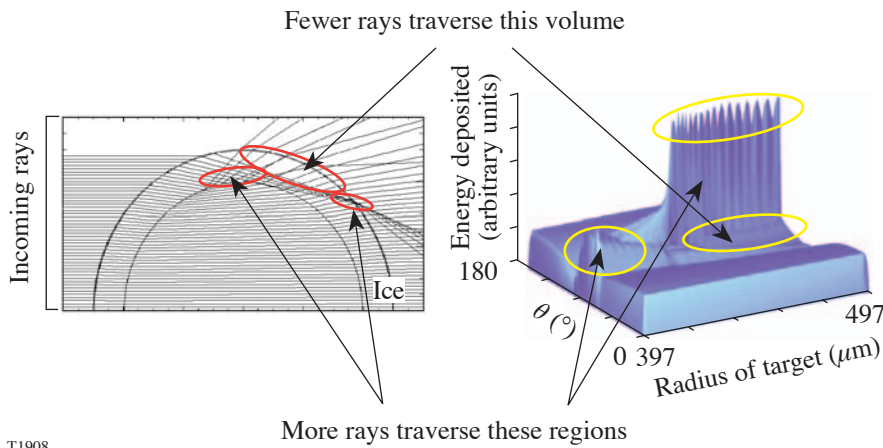 Fewer rays traverse this volume
Incoming rays
Ice
Energy deposited
(arbitrary units)
180
θ (°)
0
397
497
Radius of target (μm)
More rays traverse these regions
T1908